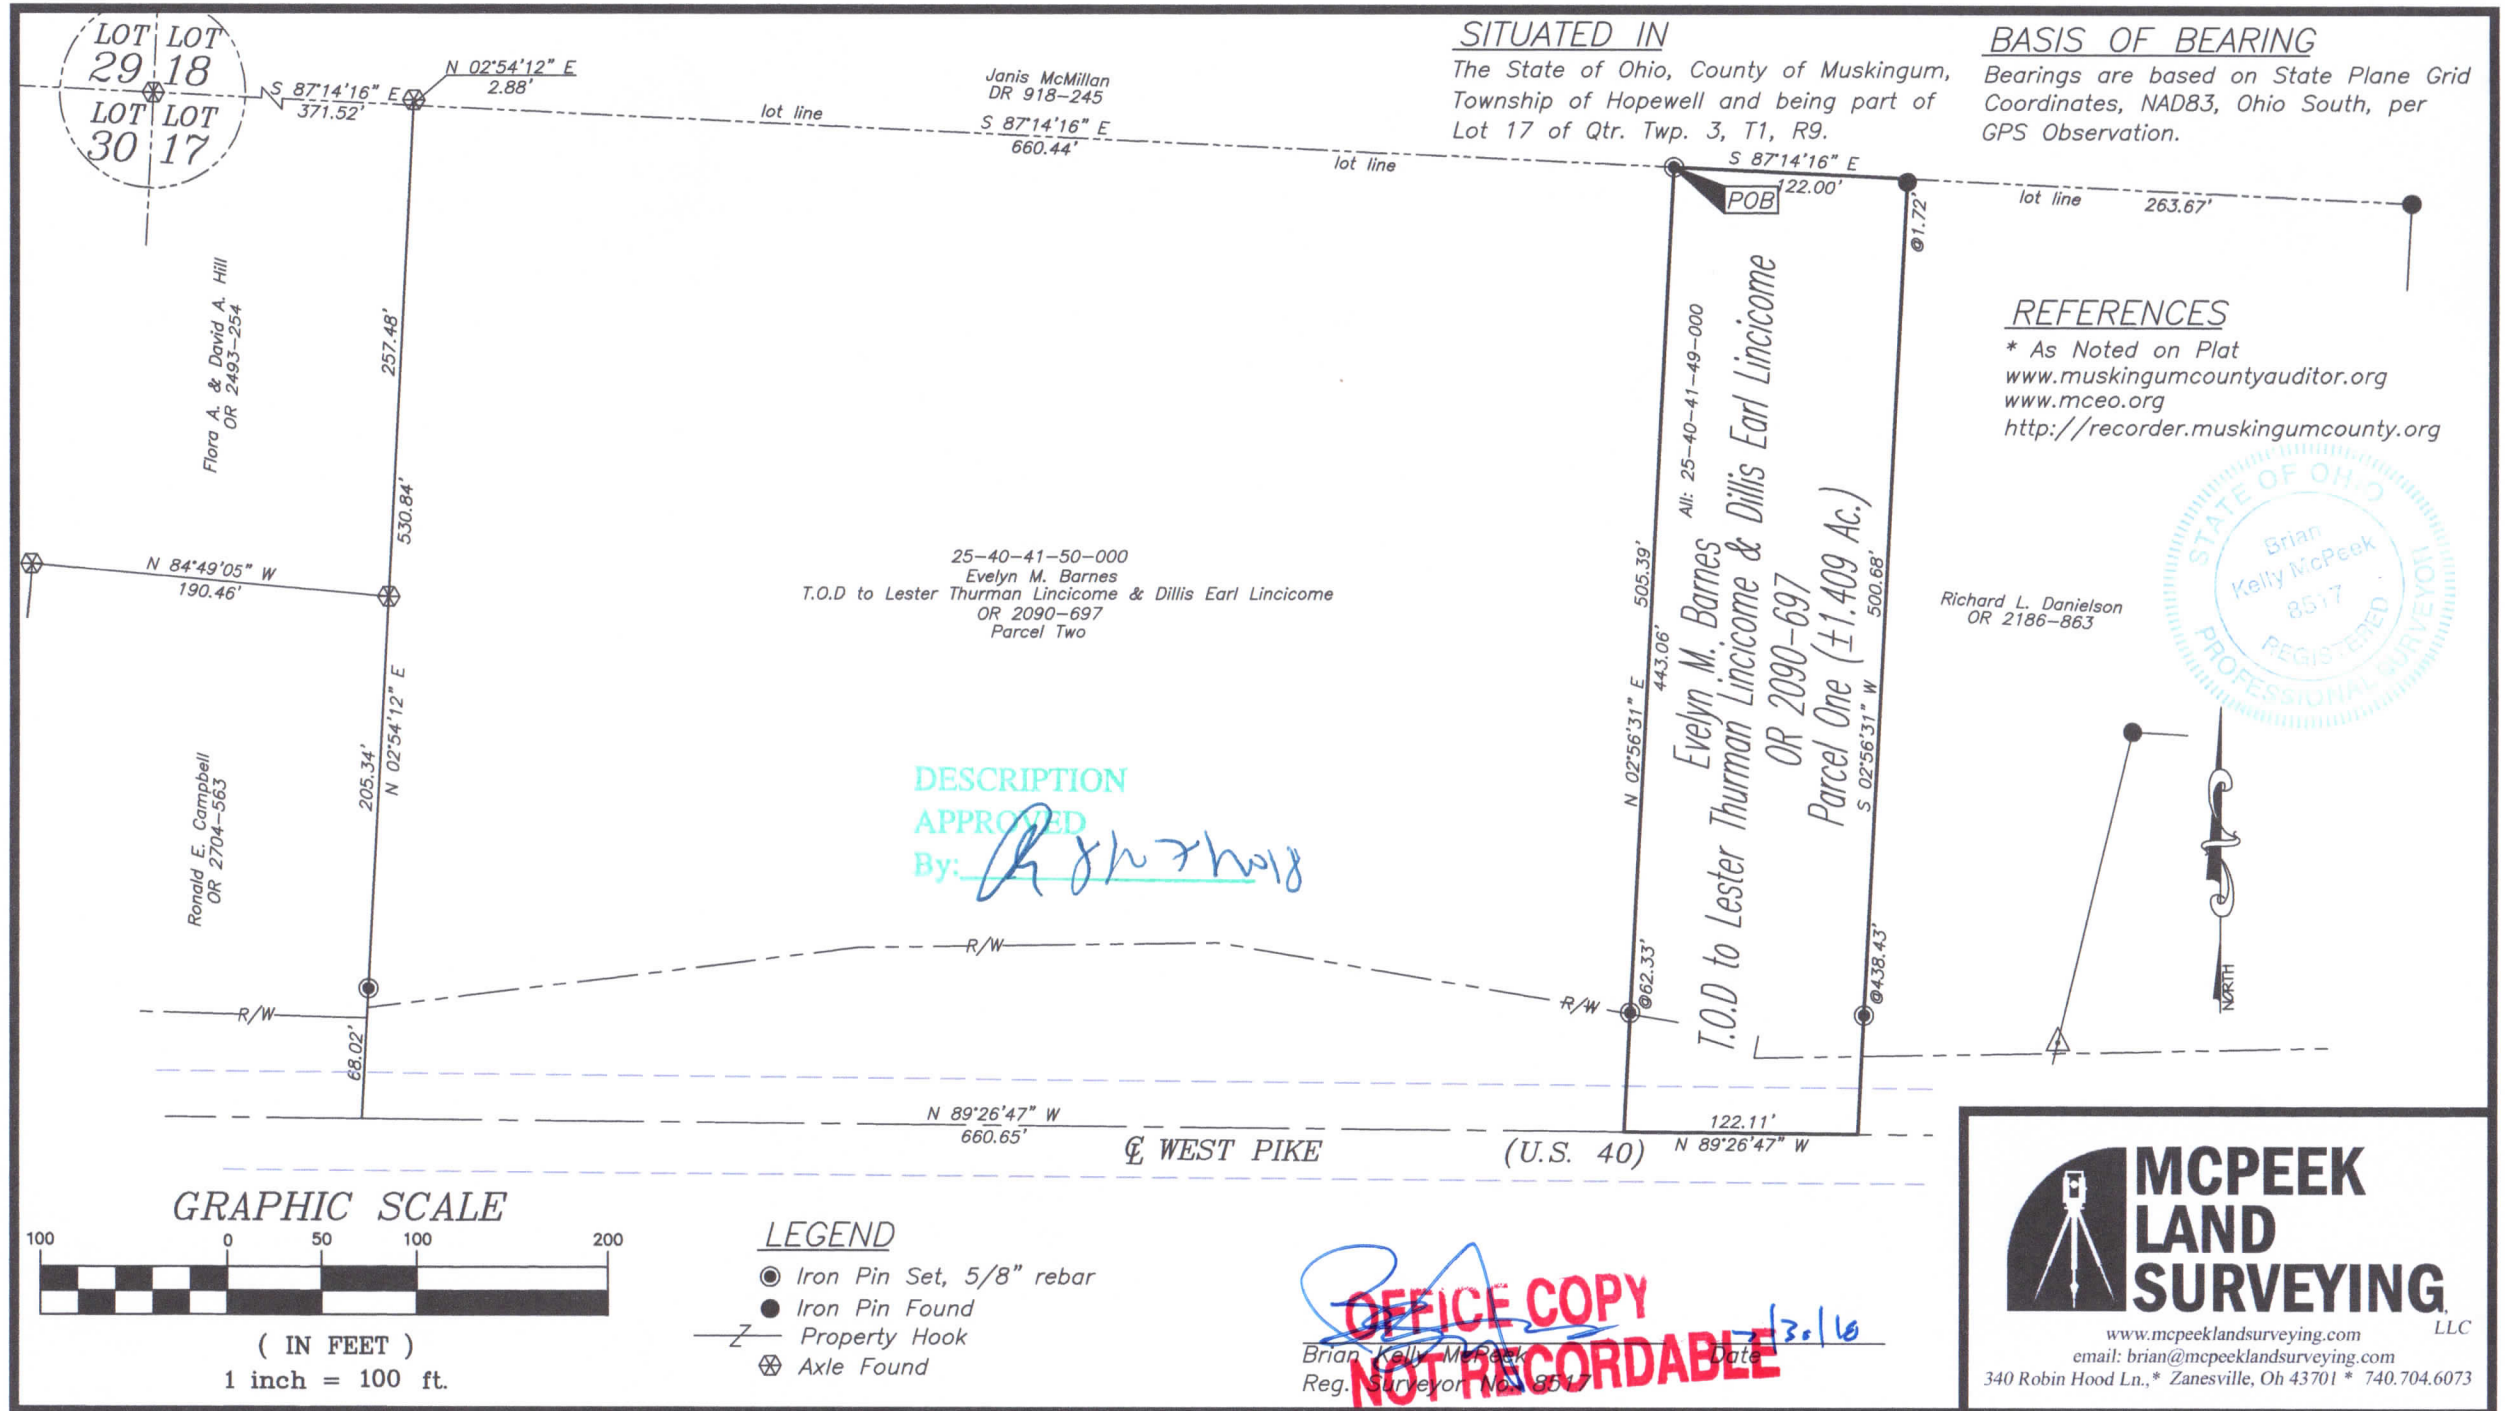 LOT LOT
29 18
LOT LOT
30 17
S 87°14'16" E
371.52'
N 02°54'12" E
2.88'
Janis McMillan
DR 918-245
lot line
S 87°14'16" E
660.44'
lot line
SITUATED IN
The State of Ohio, County of Muskingum,
Township of Hopewell and being part of
Lot 17 of Qtr. Twp. 3, T1, R9.
BASIS OF BEARING
Bearings are based on State Plane Grid
Coordinates, NAD83, Ohio South, per
GPS Observation.
S 87°14'16" E
122.00'
POB
@1.72'
lot line 263.67'
REFERENCES
* As Noted on Plat
www.muskingumcountyauditor.org
www.mceo.org
http://recorder.muskingumcounty.org
STATE OF OHIO
Brian
Kelly McPeek
8517
REGISTERED
PROFESSIONAL SURVEYOR
Flora A. & David A. Hill
OR 2493-254
257.48'
530.84'
N 84°49'05" W
190.46'
205.34'
N 02°54'12" E
Ronald E. Campbell
OR 2704-563
68.02'
25-40-41-50-000
Evelyn M. Barnes
T.O.D to Lester Thurman Lincicome & Dillis Earl Lincicome
OR 2090-697
Parcel Two
DESCRIPTION
APPROVED
By:
505.39'
N 02°56'31" E
443.06'
@62.33'
All: 25-40-41-49-000
Evelyn M. Barnes
T.O.D to Lester Thurman Lincicome & Dillis Earl Lincicome
OR 2090-697
Parcel One (±1.409 Ac.)
500.68'
S 02°56'31" W
@438.43'
Richard L. Danielson
OR 2186-863
NORTH
R/W
R/W
R/W
N 89°26'47" W
660.65'
℄ WEST PIKE (U.S. 40)
122.11'
N 89°26'47" W
GRAPHIC SCALE
100 0 50 100 200
( IN FEET )
1 inch = 100 ft.
LEGEND
Iron Pin Set, 5/8" rebar
Iron Pin Found
Property Hook
Axle Found
OFFICE COPY
NOT RECORDABLE
Brian Kelly McPeek Date
Reg. Surveyor No. 8517
MCPEEK
LAND
SURVEYING,
LLC
www.mcpeeklandsurveying.com
email: brian@mcpeeklandsurveying.com
340 Robin Hood Ln.,* Zanesville, Oh 43701 * 740.704.6073